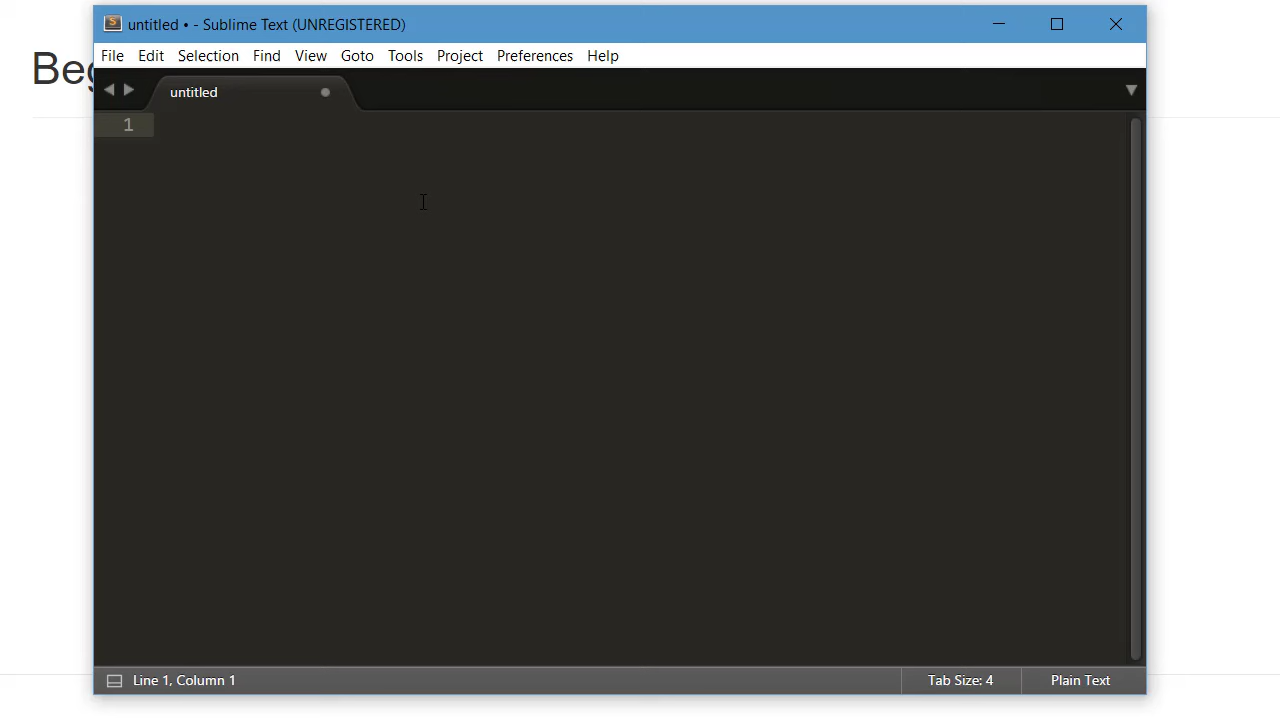 untitled • - Sublime Text (UNREGISTERED)
Beg
File Edit Selection Find View Goto Tools Project Preferences Help
untitled
1
Line 1, Column 1 Tab Size: 4 Plain Text